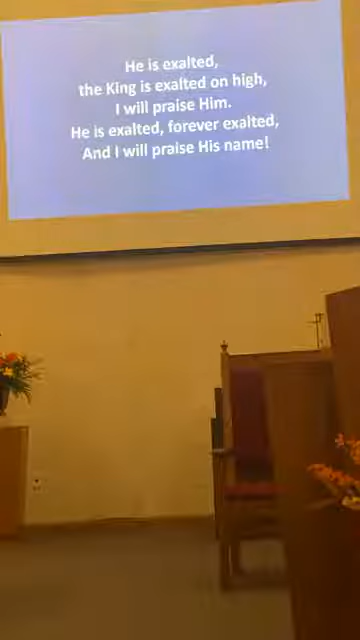 He is exalted,
the King is exalted on high,
I will praise Him.
He is exalted, forever exalted,
And I will praise His name!